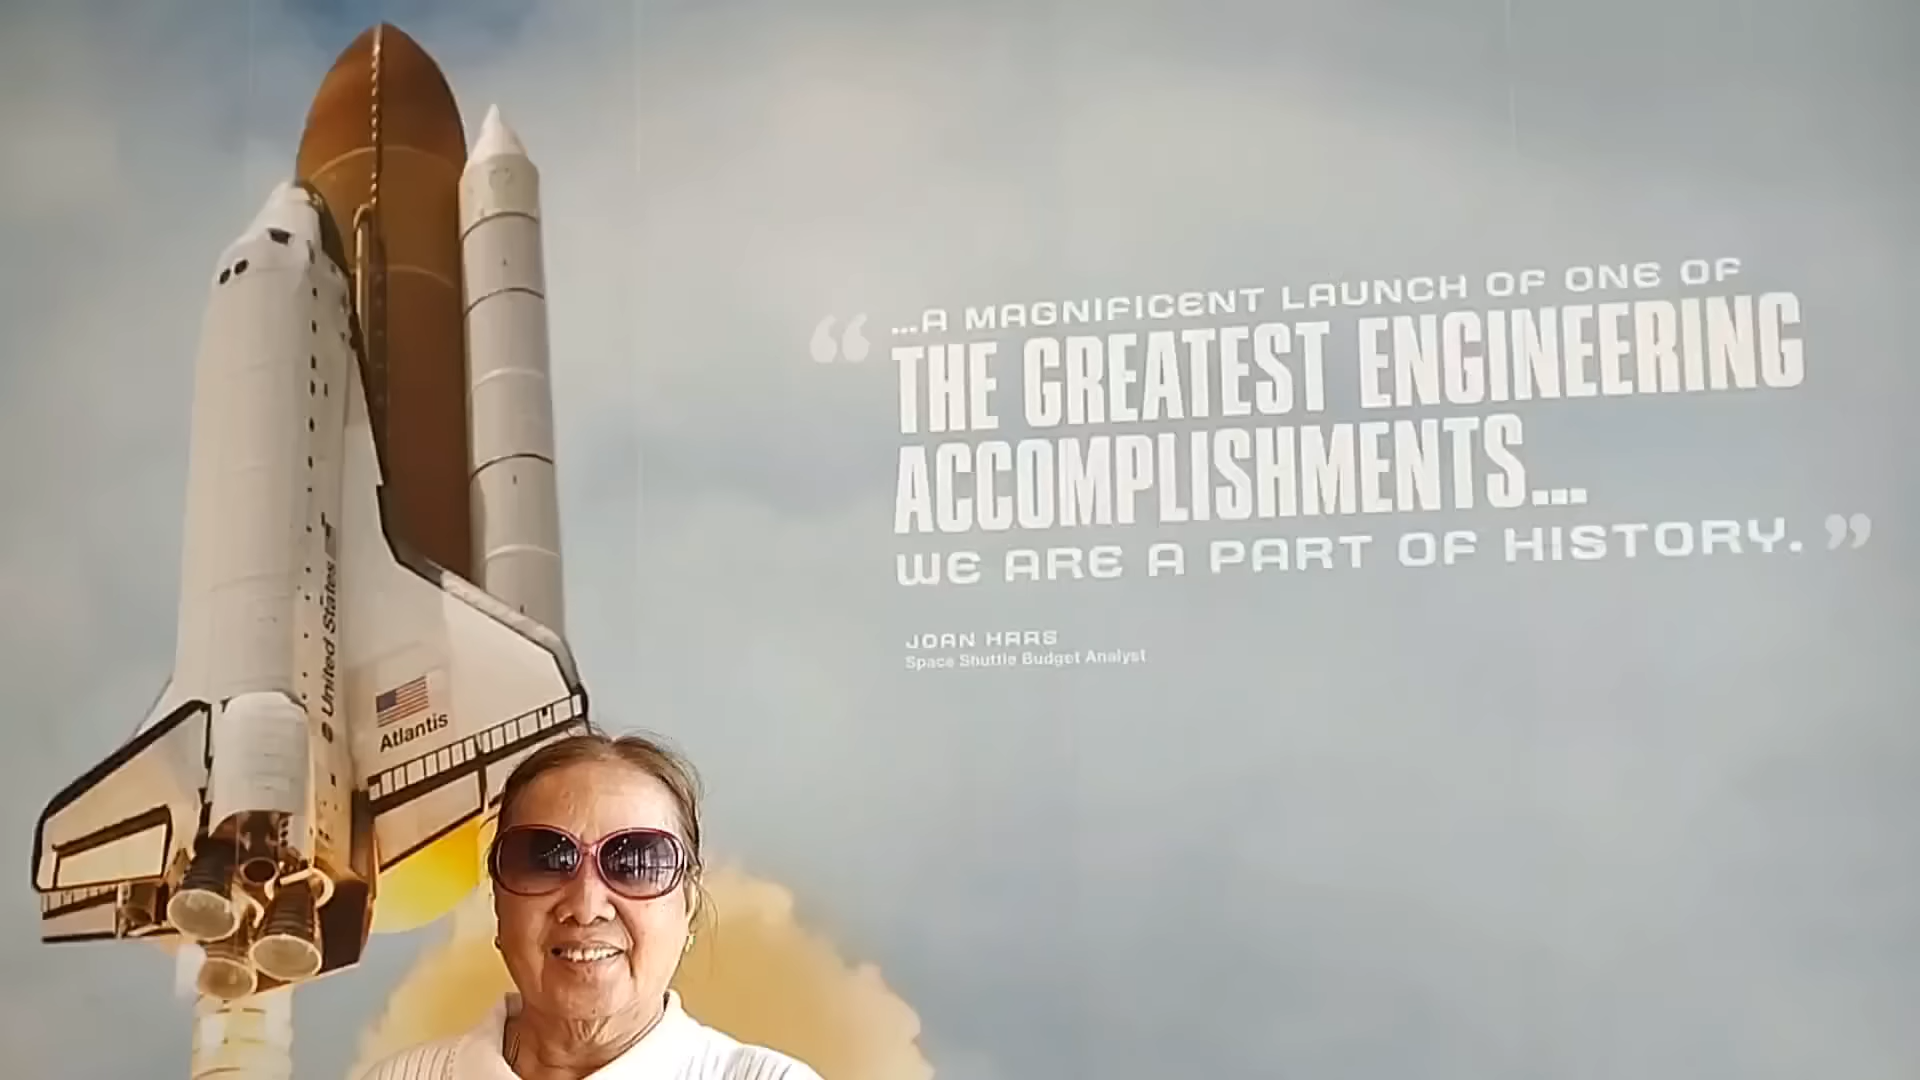 “ ...A MAGNIFICENT LAUNCH OF ONE OF
THE GREATEST ENGINEERING
ACCOMPLISHMENTS...
WE ARE A PART OF HISTORY. ”
JOAN HAAS
Space Shuttle Budget Analyst
United States
Atlantis